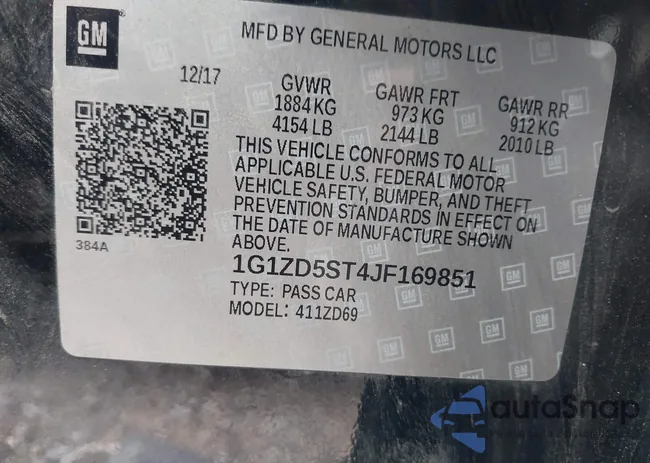 GM
MFD BY GENERAL MOTORS LLC
12/17
GVWR
1884 KG
4154 LB
GAWR FRT
973 KG
2144 LB
GAWR RR
912 KG
2010 LB
THIS VEHICLE CONFORMS TO ALL
APPLICABLE U.S. FEDERAL MOTOR
VEHICLE SAFETY, BUMPER, AND THEFT
PREVENTION STANDARDS IN EFFECT ON
THE DATE OF MANUFACTURE SHOWN
ABOVE.
384A
1G1ZD5ST4JF169851
TYPE: PASS CAR
MODEL: 411ZD69
autoSnap